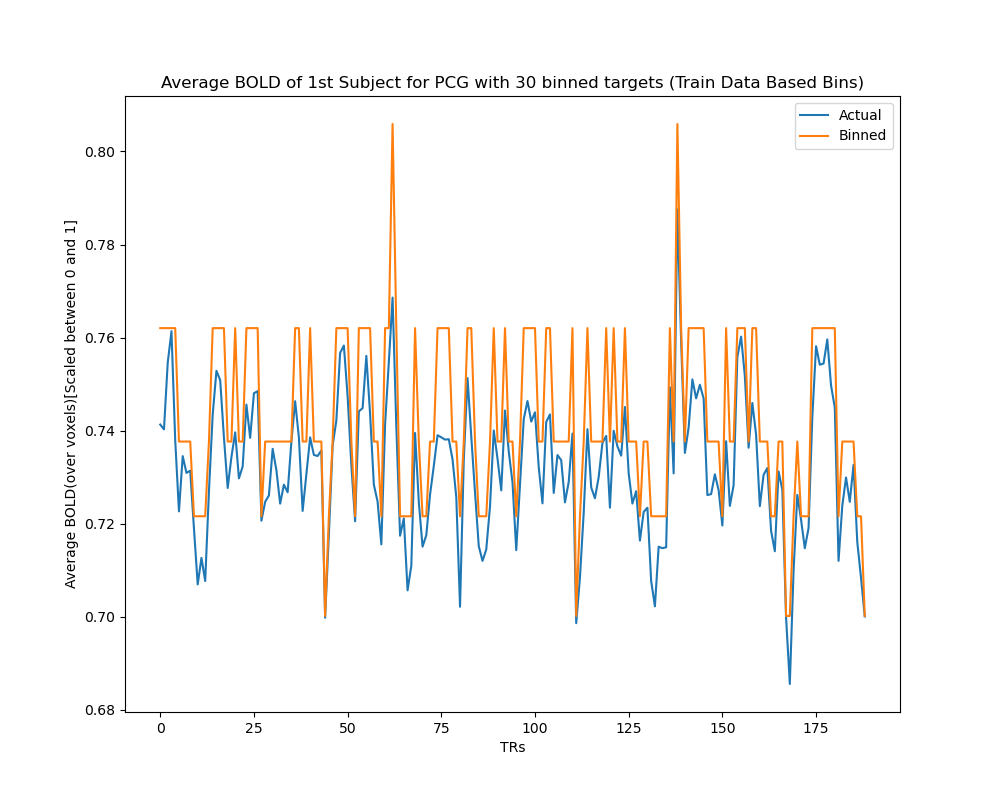 Average BOLD of 1st Subject for PCG with 30 binned targets (Train Data Based Bins)
Actual
Binned
0.80
0.78
0.76
0.74
0.72
0.70
0.68
Average BOLD(over voxels)[Scaled between 0 and 1]
0 25 50 75 100 125 150 175
TRs